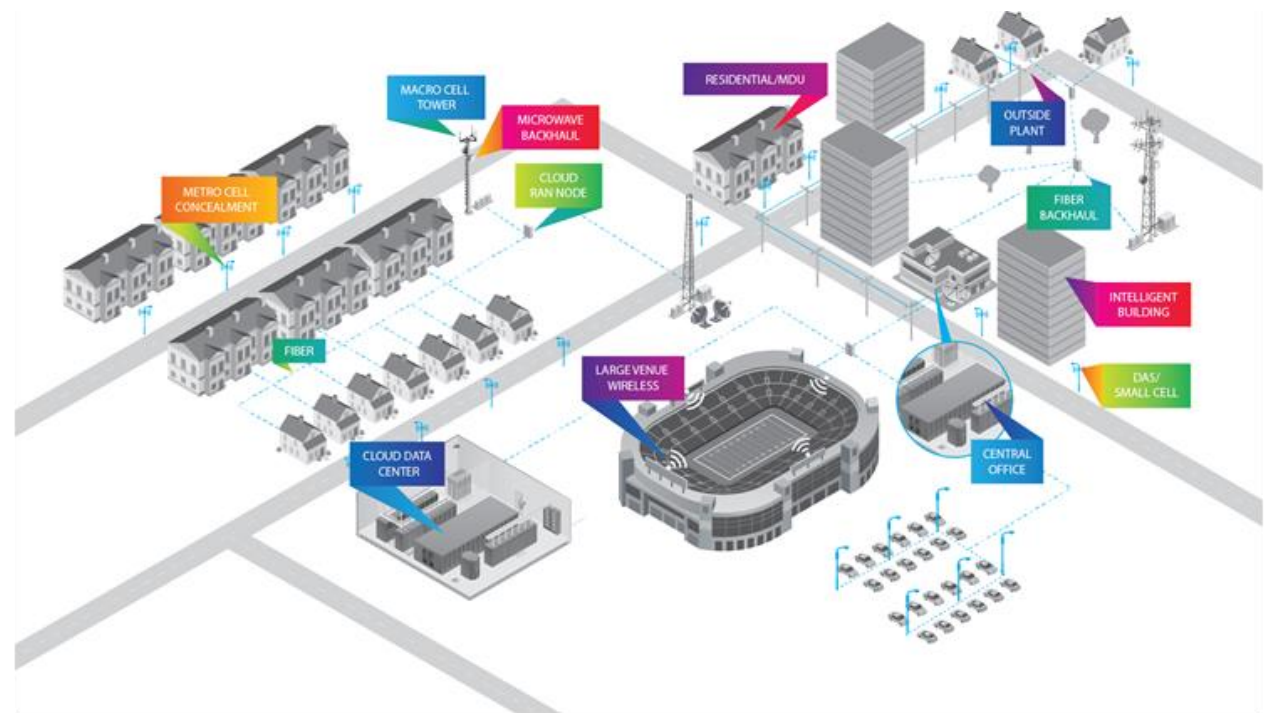 RESIDENTIAL/MDU
MACRO CELL
TOWER
MICROWAVE
BACKHAUL
OUTSIDE
PLANT
CLOUD
RAN NODE
METRO CELL
CONCEALMENT
FIBER
BACKHAUL
INTELLIGENT
BUILDING
FIBER
LARGE VENUE
WIRELESS
DAS/
SMALL CELL
CLOUD DATA
CENTER
CENTRAL
OFFICE